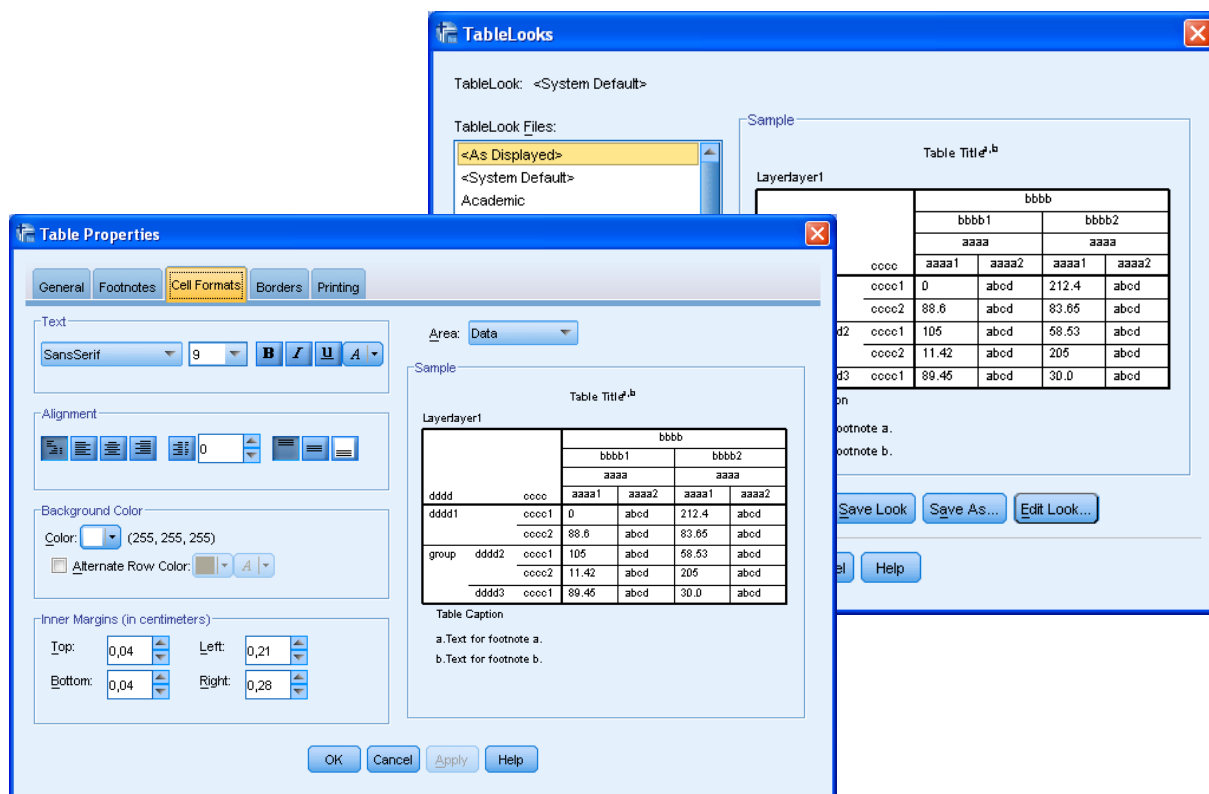 TableLooks
TableLook: <System Default>
TableLook Files:
<As Displayed>
<System Default>
Academic
Sample
Table Title a,b
Layerlayer1
bbbb
bbbb1 bbbb2
aaaa aaaa
cccc aaaa1 aaaa2 aaaa1 aaaa2
cccc1 0 abcd 212.4 abcd
cccc2 88.6 abcd 83.65 abcd
d2 cccc1 105 abcd 58.53 abcd
cccc2 11.42 abcd 205 abcd
d3 cccc1 89.45 abcd 30.0 abcd
on
ootnote a.
ootnote b.
Save Look Save As... Edit Look...
el Help
Table Properties
General Footnotes Cell Formats Borders Printing
Text
SansSerif 9 B I U A
Alignment
0
Background Color
Color: (255, 255, 255)
Alternate Row Color: A
Inner Margins (in centimeters)
Top: 0,04 Left: 0,21
Bottom: 0,04 Right: 0,28
Area: Data
Sample
Table Title a,b
Layerlayer1
bbbb
bbbb1 bbbb2
aaaa aaaa
dddd cccc aaaa1 aaaa2 aaaa1 aaaa2
dddd1 cccc1 0 abcd 212.4 abcd
cccc2 88.6 abcd 83.65 abcd
group dddd2 cccc1 105 abcd 58.53 abcd
cccc2 11.42 abcd 205 abcd
dddd3 cccc1 89.45 abcd 30.0 abcd
Table Caption
a.Text for footnote a.
b.Text for footnote b.
OK Cancel Apply Help